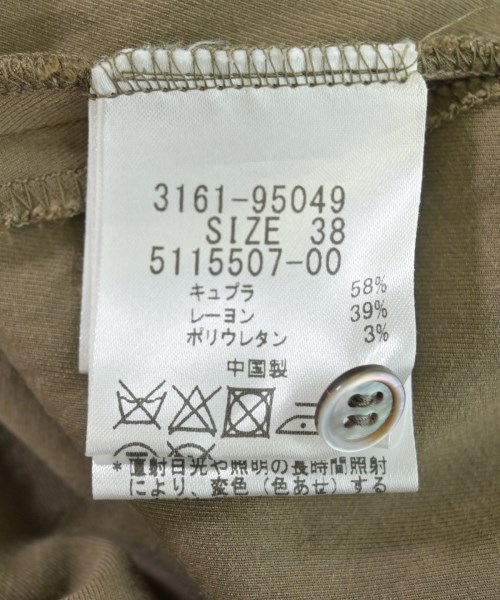 3161-95049
SIZE 38
5115507-00
キュプラ 58%
レーヨン 39%
ポリウレタン 3%
中国製
*直射日光や照明の長時間照射
により、変色(色あせ)する